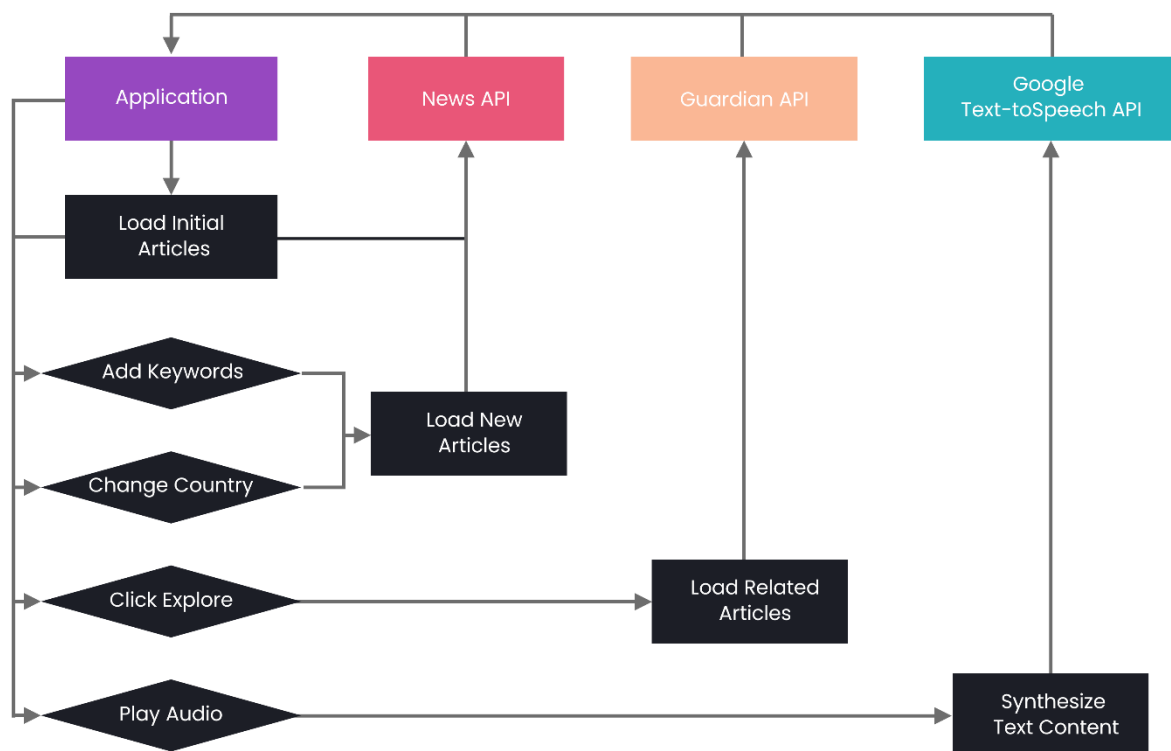 Application
News API
Guardian API
Google
Text-toSpeech API
Load Initial
Articles
Add Keywords
Load New
Articles
Change Country
Click Explore
Load Related
Articles
Play Audio
Synthesize
Text Content